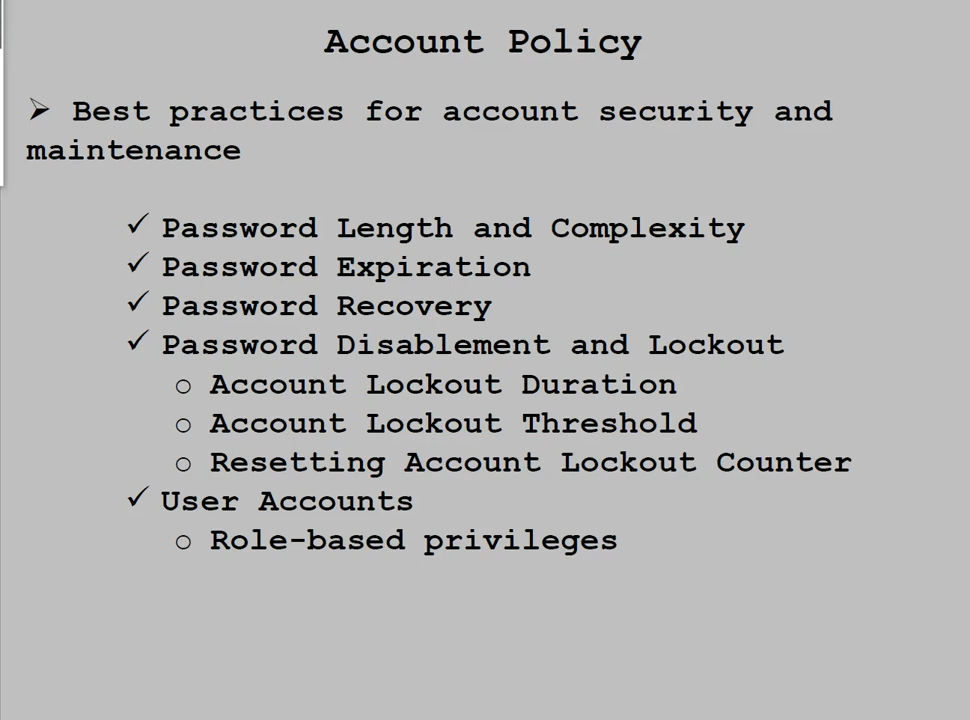 Account Policy
➢ Best practices for account security and
maintenance
✓ Password Length and Complexity
✓ Password Expiration
✓ Password Recovery
✓ Password Disablement and Lockout
○ Account Lockout Duration
○ Account Lockout Threshold
○ Resetting Account Lockout Counter
✓ User Accounts
○ Role-based privileges